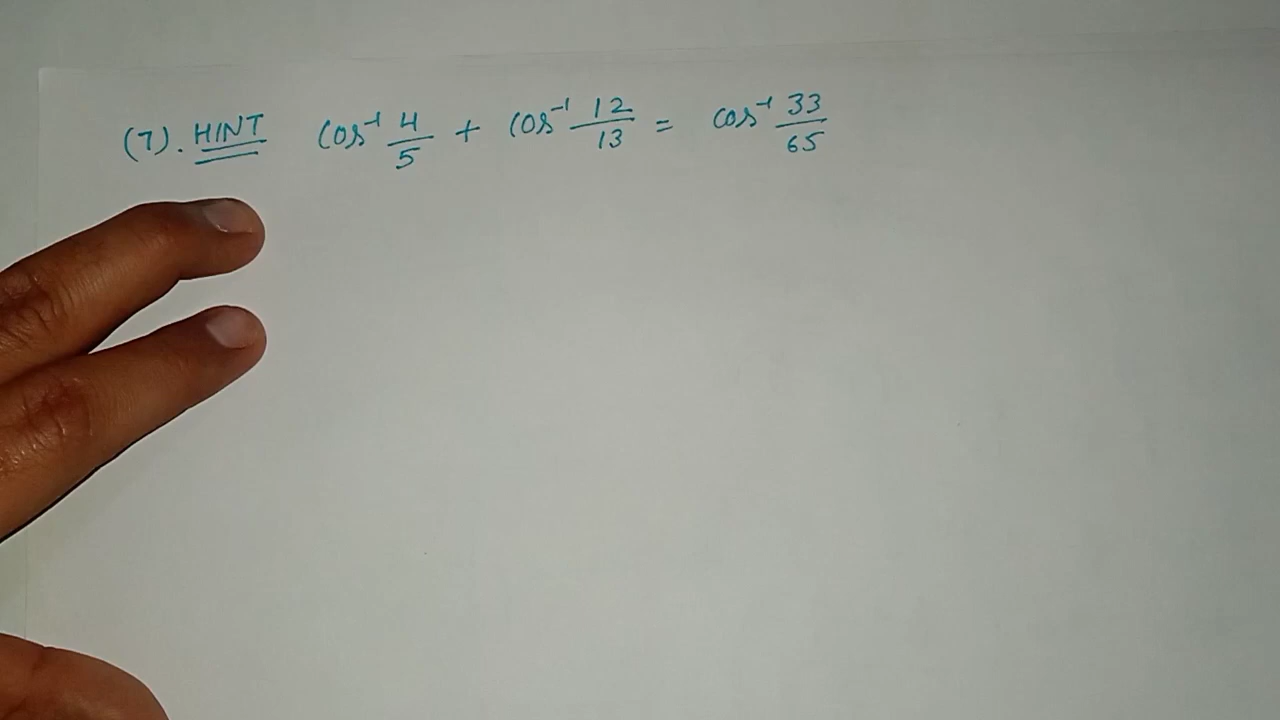 (7). HINT cos⁻¹ 4/5 + cos⁻¹ 12/13 = cos⁻¹ 33/65